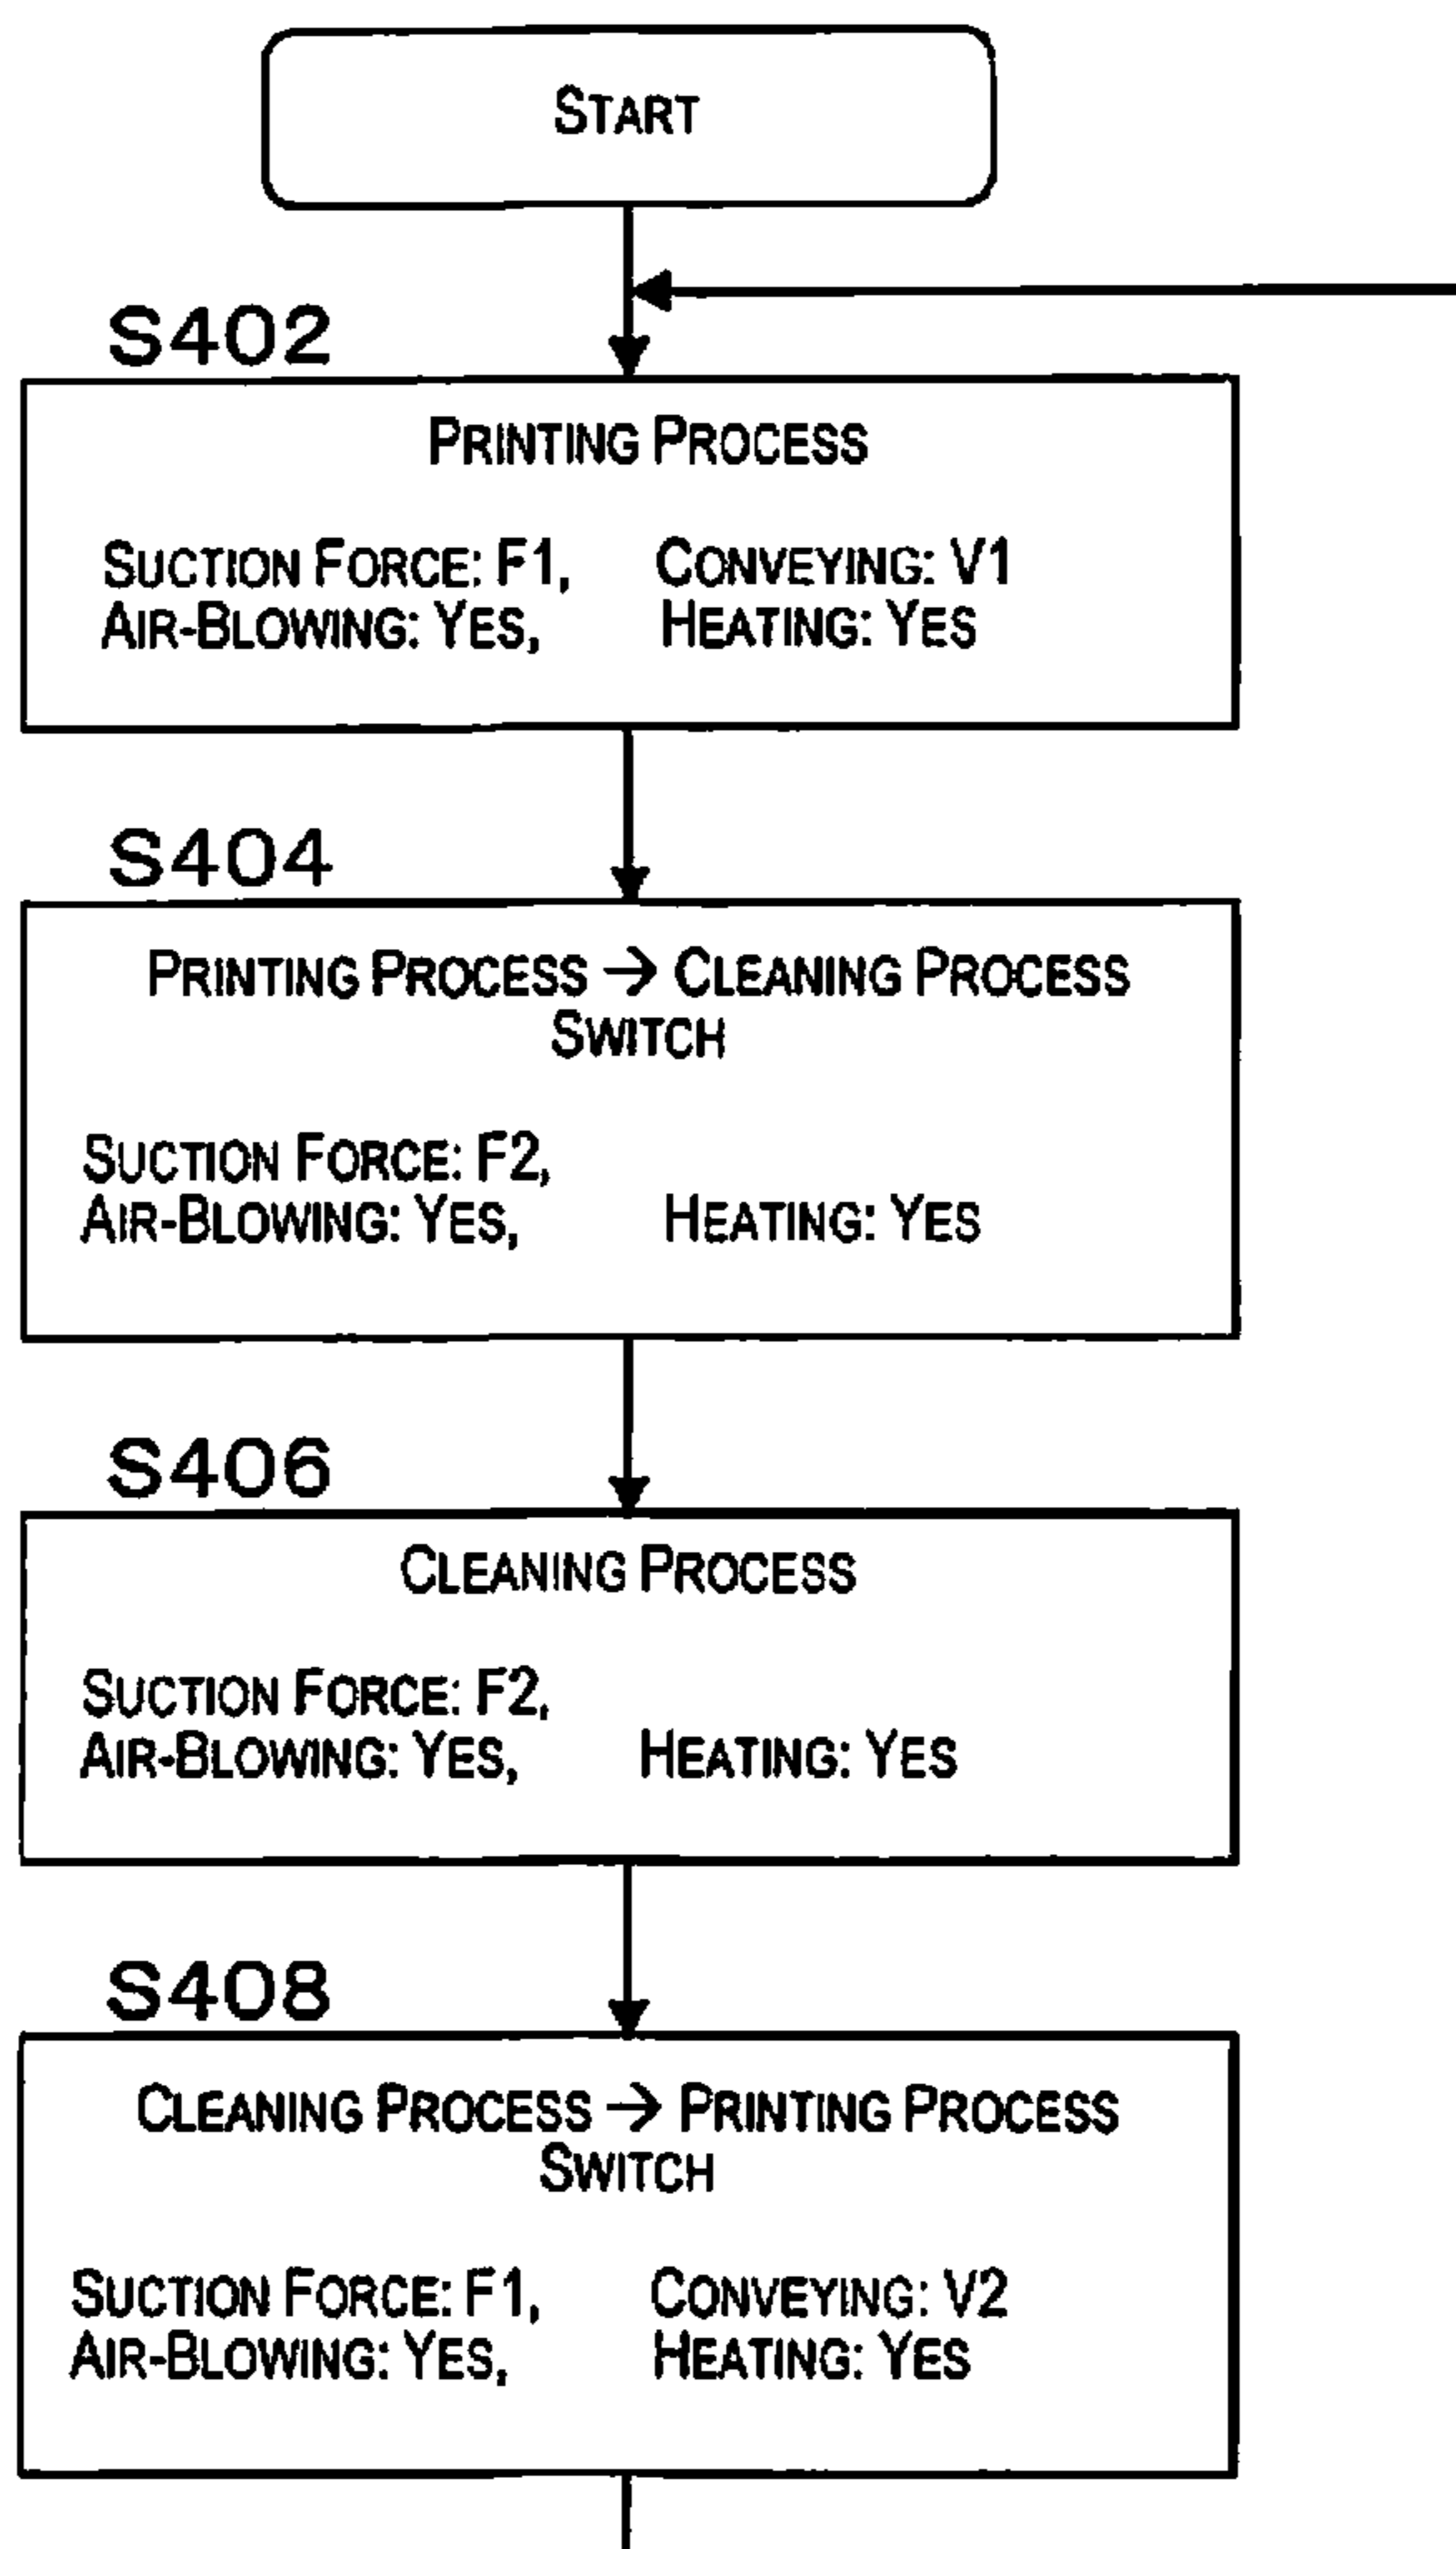 START
S402
PRINTING PROCESS
SUCTION FORCE: F1, CONVEYING: V1
AIR-BLOWING: YES, HEATING: YES
S404
PRINTING PROCESS → CLEANING PROCESS
SWITCH
SUCTION FORCE: F2,
AIR-BLOWING: YES, HEATING: YES
S406
CLEANING PROCESS
SUCTION FORCE: F2,
AIR-BLOWING: YES, HEATING: YES
S408
CLEANING PROCESS → PRINTING PROCESS
SWITCH
SUCTION FORCE: F1, CONVEYING: V2
AIR-BLOWING: YES, HEATING: YES